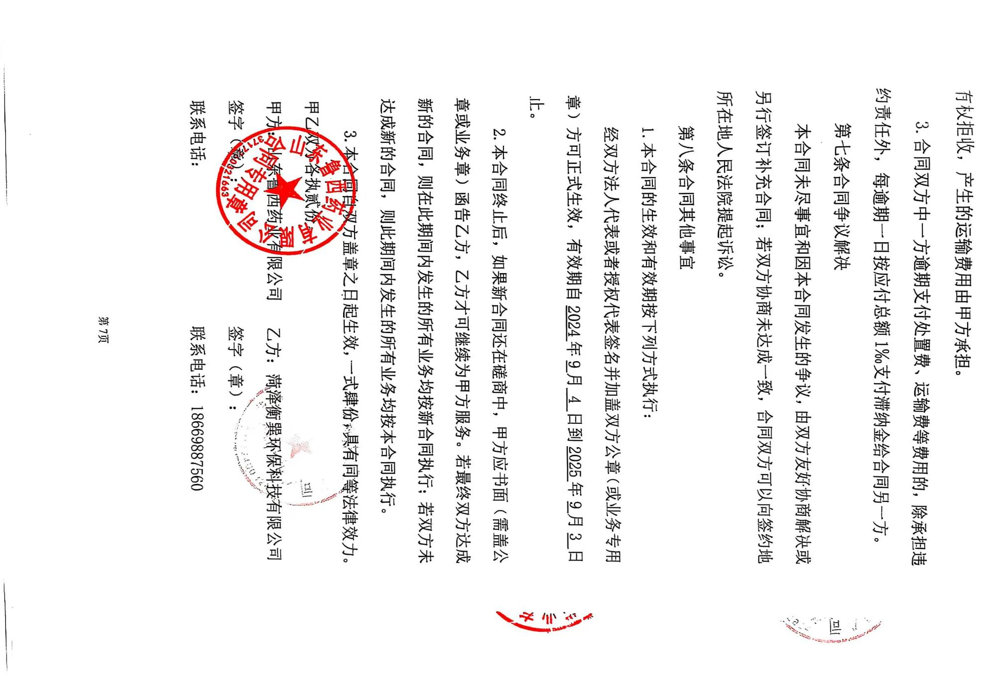 有权拒收，产生的运输费用由甲方承担。
3. 合同双方中一方逾期支付处置费、运输费等费用的，除承担违
约责任外，每逾期一日按应付总额1‰支付滞纳金给合同另一方。
第七条合同争议解决
本合同未尽事宜和因本合同发生的争议，由双方友好协商解决或
另行签订补充合同；若双方协商未达成一致，合同双方可以向签约地
所在地人民法院提起诉讼。
第八条合同其他事宜
1. 本合同的生效和有效期按下列方式执行：
经双方法人代表或者授权代表签名并加盖双方公章（或业务专用
章）方可正式生效，有效期自2024年9月4日到2025年9月3日
止。
2. 本合同终止后，如果新合同还在磋商中，甲方应书面（需盖公
章或业务章）函告乙方，乙方才可继续为甲方服务。若最终双方达成
新的合同，则在此期间内发生的所有业务均按新合同执行；若双方未
达成新的合同，则此期间内发生的所有业务均按本合同执行。
3. 本合同自双方盖章之日起生效，一式肆份，具有同等法律效力。
甲乙双方各执贰份。
甲方：山东鲁西药业有限公司 乙方：菏泽衡巽环保科技有限公司
签字（章）： 签字（章）：
联系电话： 联系电话：18669887560
山东鲁西药业有限公司
合同专用章
第7页